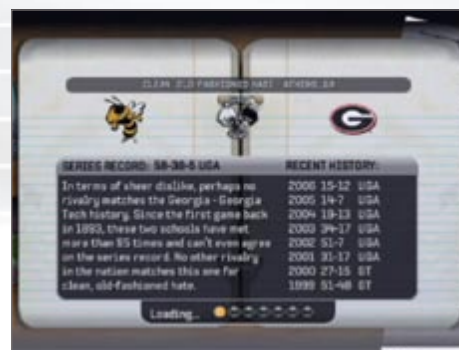 CLEAN, OLD FASHIONED HATE - ATHENS, GA
G
SERIES RECORD: 58-38-5 UGA
RECENT HISTORY:
In terms of sheer dislike, perhaps no
rivalry matches the Georgia - Georgia
Tech history. Since the first game back
in 1893, these two schools have met
more than 95 times and can't even agree
on the series record. No other rivalry
in the nation matches this one for
clean, old-fashioned hate.
2006 15-12 UGA
2005 14-7 UGA
2004 19-13 UGA
2003 34-17 UGA
2002 51-7 UGA
2001 31-17 UGA
2000 27-15 GT
1999 51-48 GT
Loading...